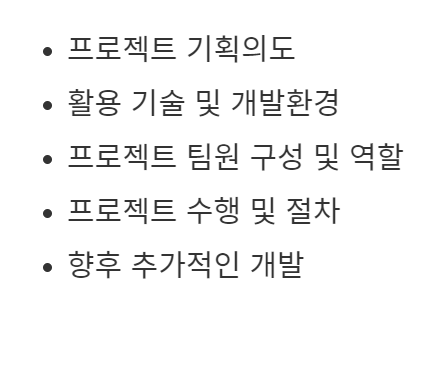 • 프로젝트 기획의도
• 활용 기술 및 개발환경
• 프로젝트 팀원 구성 및 역할
• 프로젝트 수행 및 절차
• 향후 추가적인 개발